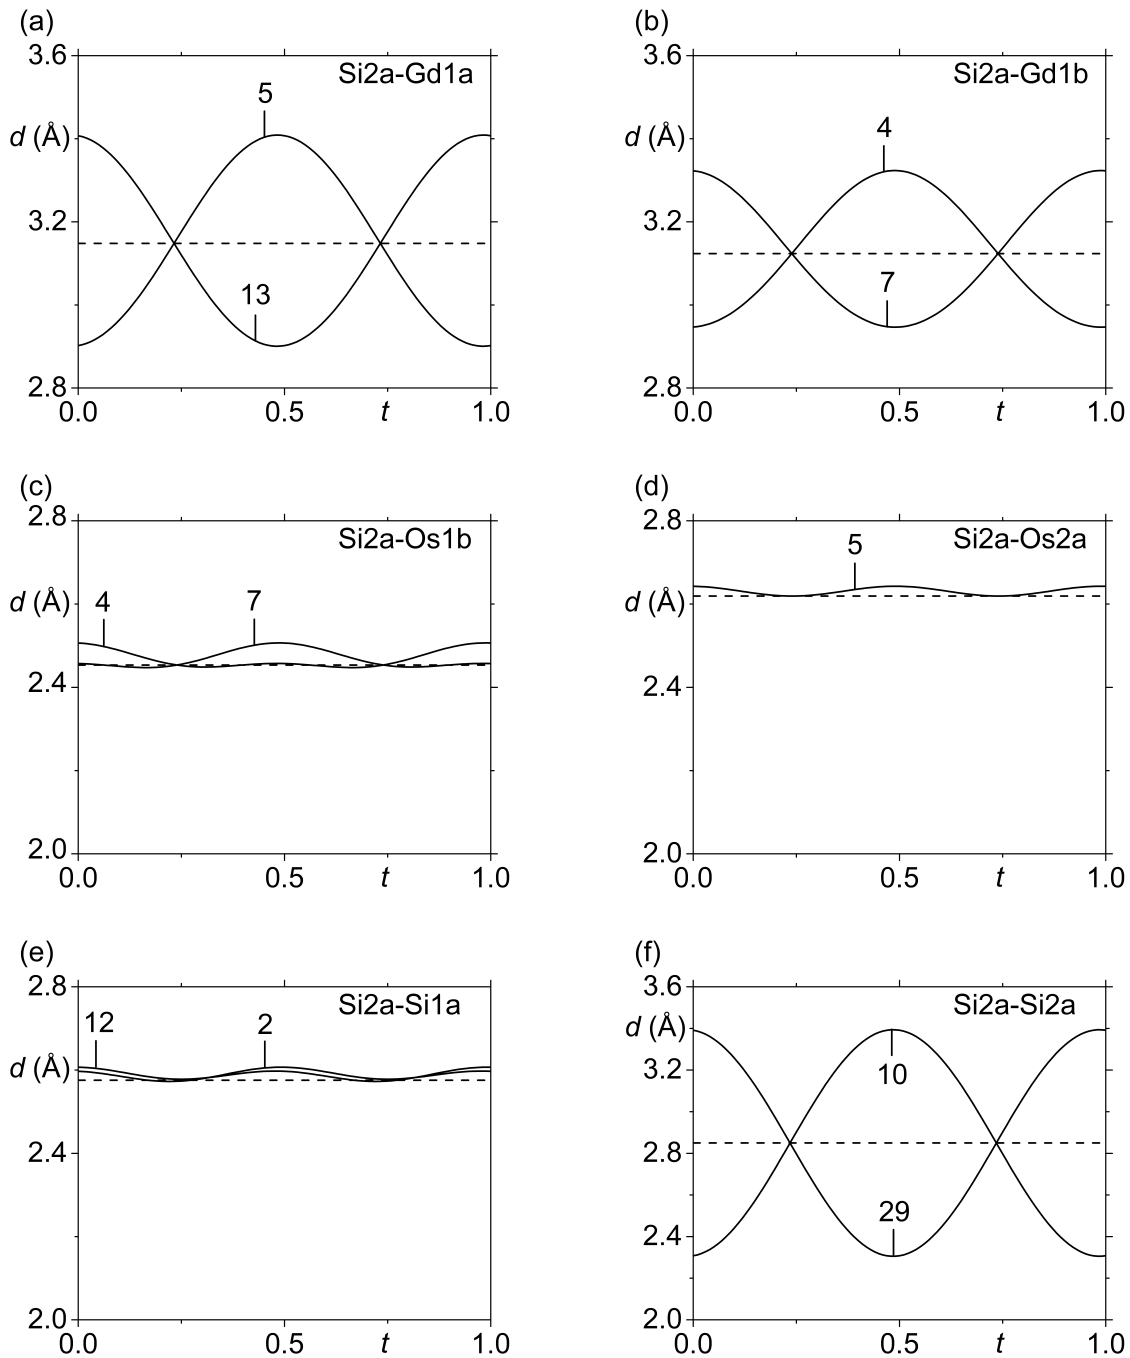 (a)
3.6
Si2a-Gd1a
5
d (Å)
3.2
13
2.8
0.0 0.5 t 1.0
(b)
3.6
Si2a-Gd1b
4
d (Å)
3.2
7
2.8
0.0 0.5 t 1.0
(c)
2.8
Si2a-Os1b
d (Å)
4 7
2.4
2.0
0.0 0.5 t 1.0
(d)
2.8
Si2a-Os2a
5
d (Å)
2.4
2.0
0.0 0.5 t 1.0
(e)
2.8
Si2a-Si1a
12 2
d (Å)
2.4
2.0
0.0 0.5 t 1.0
(f)
3.6
Si2a-Si2a
d (Å)
3.2
10
2.8
29
2.4
2.0
0.0 0.5 t 1.0